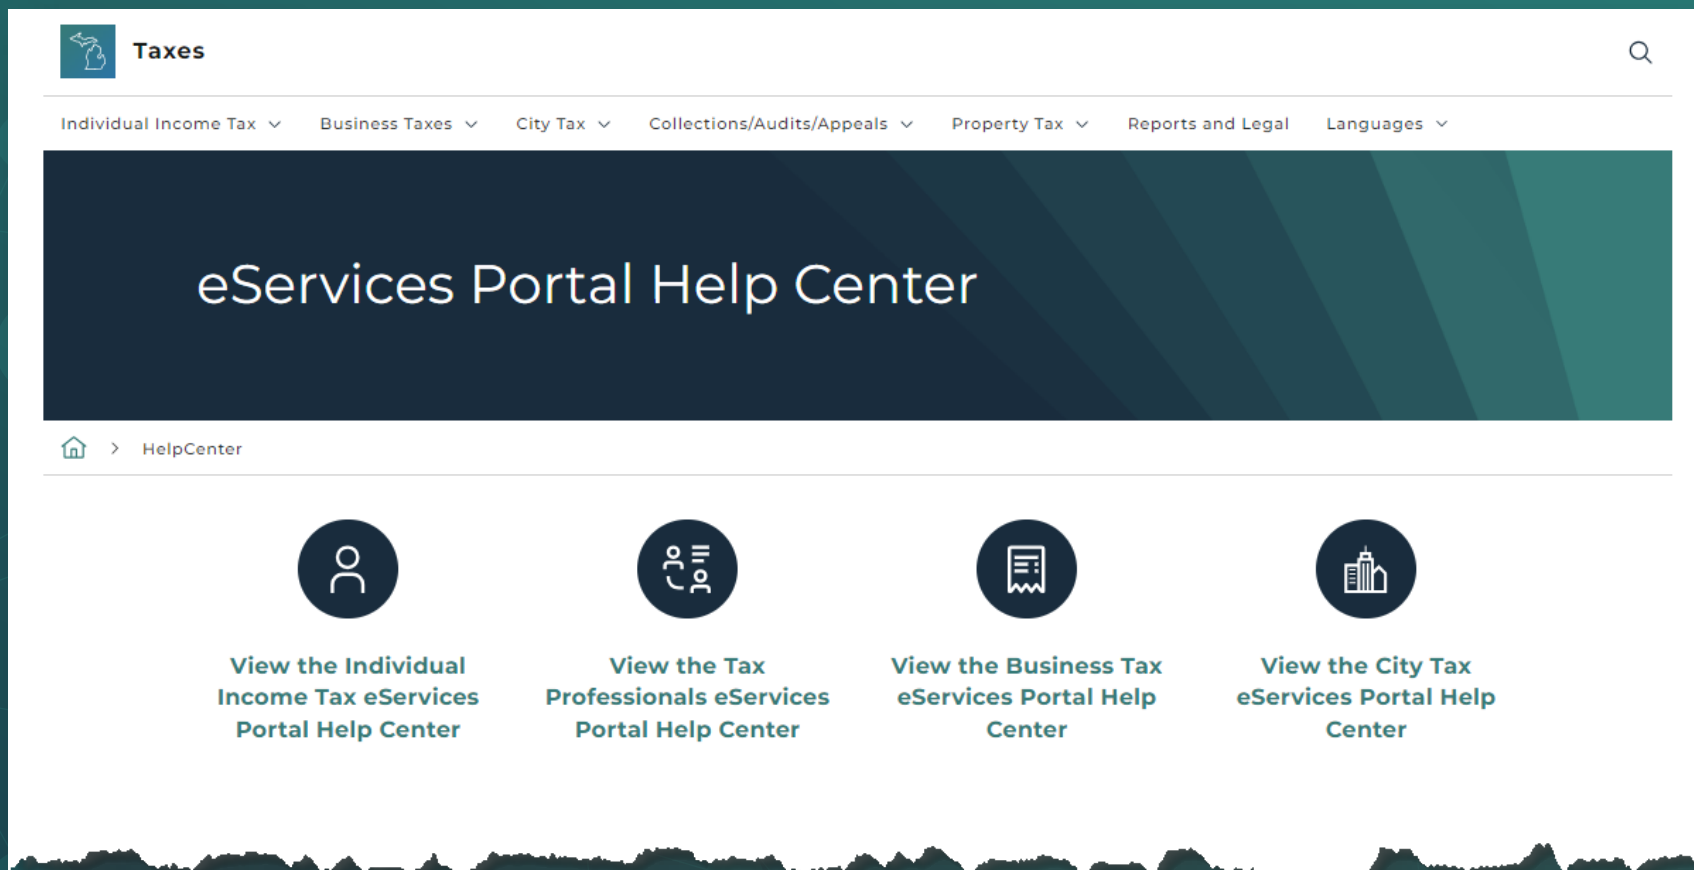 Taxes
Individual Income Tax
Business Taxes
City Tax
Collections/Audits/Appeals
Property Tax
Reports and Legal
Languages
eServices Portal Help Center
HelpCenter
View the Individual
Income Tax eServices
Portal Help Center
View the Tax
Professionals eServices
Portal Help Center
View the Business Tax
eServices Portal Help
Center
View the City Tax
eServices Portal Help
Center